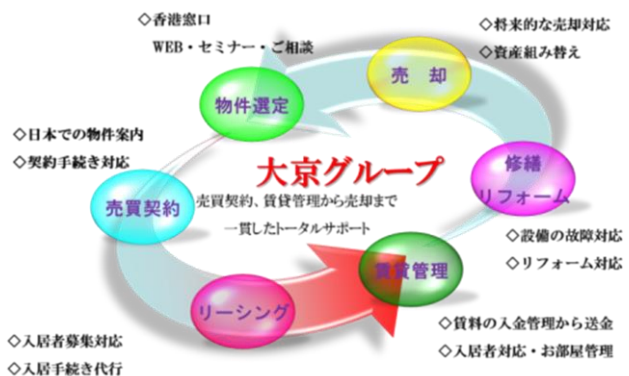 ◇香港窓口
WEB・セミナー・ご相談
物件選定
◇将来的な売却対応
◇資産組み替え
売 却
◇日本での物件案内
◇契約手続き対応
売買契約
大京グループ
売買契約、賃貸管理から売却まで
一貫したトータルサポート
修繕
リフォーム
◇設備の故障対応
◇リフォーム対応
賃貸管理
◇賃料の入金管理から送金
◇入居者対応・お部屋管理
リーシング
◇入居者募集対応
◇入居手続き代行